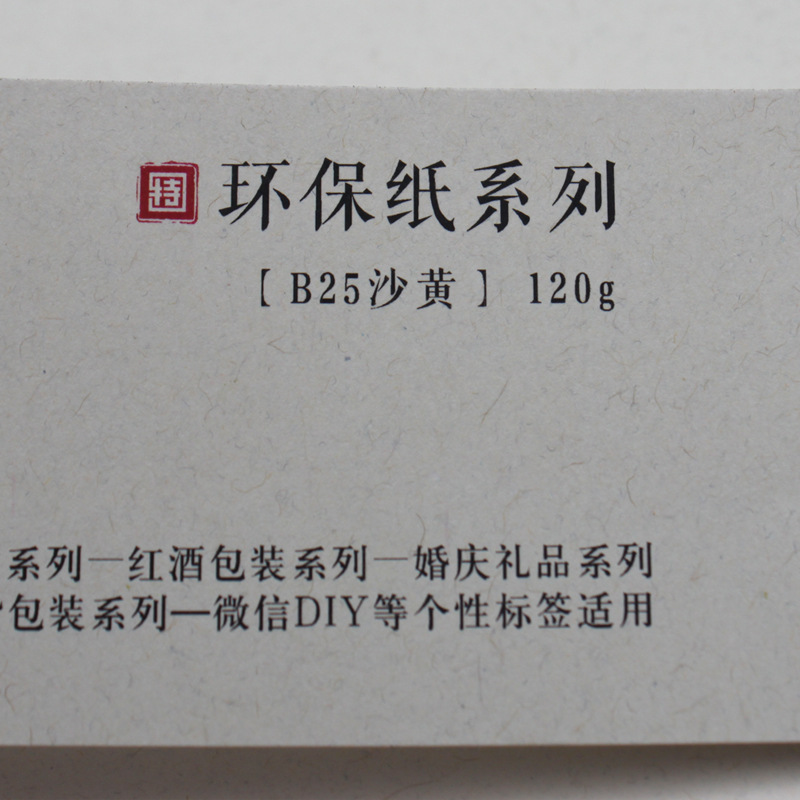 特 环保纸系列
[ B25沙黄 ] 120g
系列一红酒包装系列一婚庆礼品系列
包装系列—微信DIY等个性标签适用